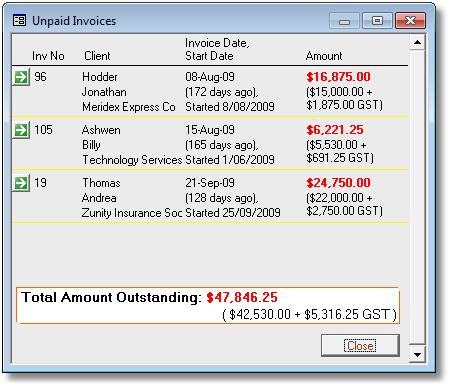 Unpaid Invoices
Invoice Date,
Inv No Client Start Date Amount
96 Hodder 08-Aug-09 $16,875.00
Jonathan (172 days ago), ($15,000.00 +
Meridex Express Co Started 8/08/2009 $1,875.00 GST)
105 Ashwen 15-Aug-09 $6,221.25
Billy (165 days ago), ($5,530.00 +
Technology Services Started 1/06/2009 $691.25 GST)
19 Thomas 21-Sep-09 $24,750.00
Andrea (128 days ago), ($22,000.00 +
Zunity Insurance Soc Started 25/09/2009 $2,750.00 GST)
Total Amount Outstanding: $47,846.25
( $42,530.00 + $5,316.25 GST )
Close